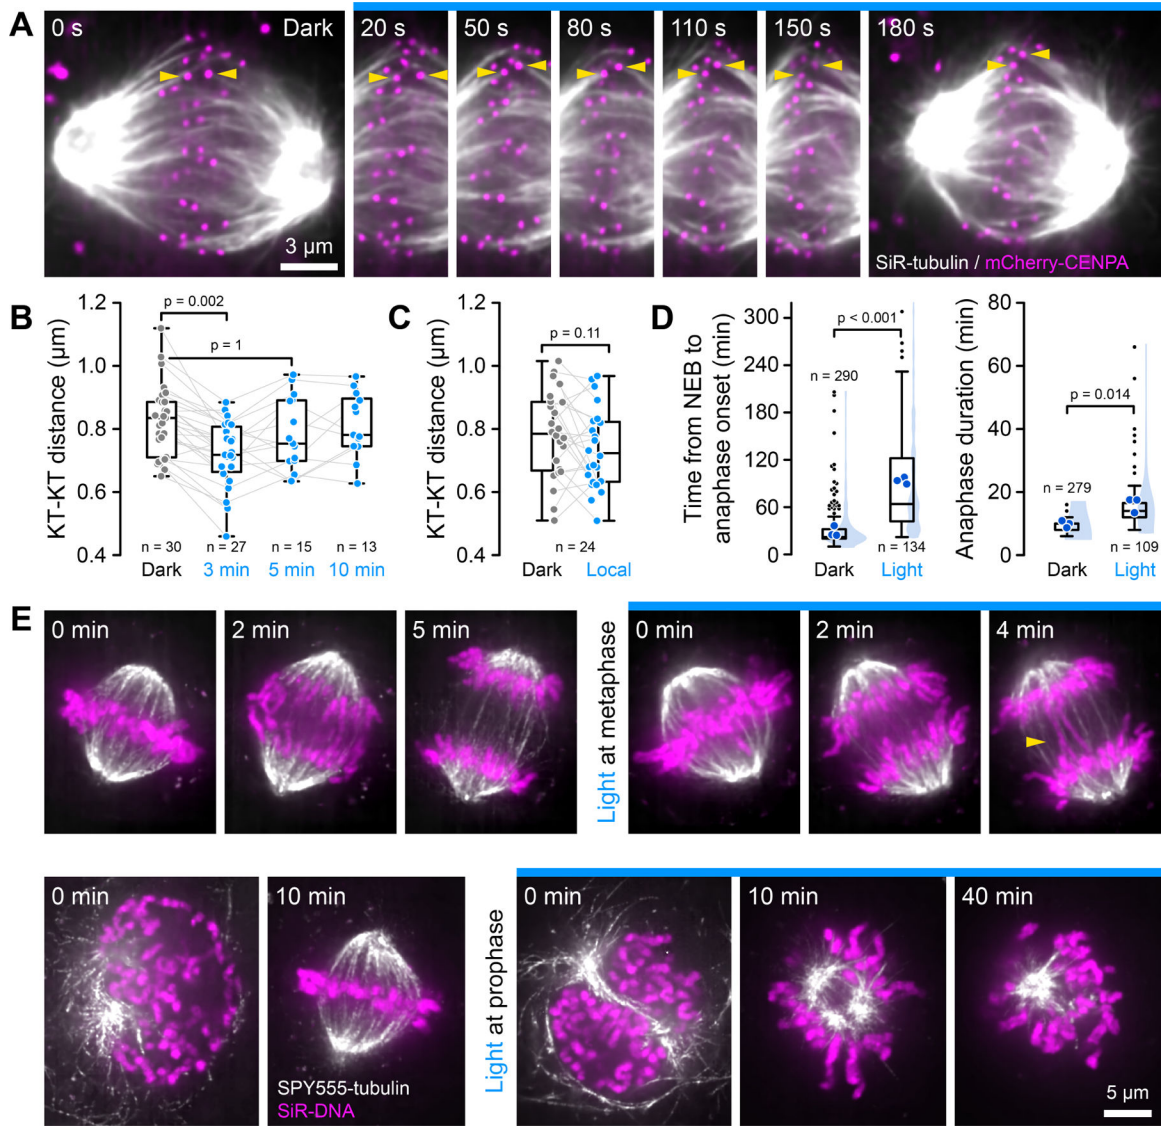 A
0 s
Dark
20 s
50 s
80 s
110 s
150 s
180 s
3 µm
SiR-tubulin / mCherry-CENPA
B
KT-KT distance (µm)
1.2
1.0
0.8
0.6
0.4
p = 0.002
p = 1
n = 30
n = 27
n = 15
n = 13
Dark
3 min
5 min
10 min
C
KT-KT distance (µm)
1.2
1.0
0.8
0.6
0.4
p = 0.11
n = 24
Dark
Local
D
Time from NEB to
anaphase onset (min)
300
240
180
120
60
0
p < 0.001
n = 290
n = 134
Dark
Light
Anaphase duration (min)
80
60
40
20
0
p = 0.014
n = 279
n = 109
Dark
Light
E
0 min
2 min
5 min
Light at metaphase
0 min
2 min
4 min
0 min
10 min
SPY555-tubulin
SiR-DNA
Light at prophase
0 min
10 min
40 min
5 µm